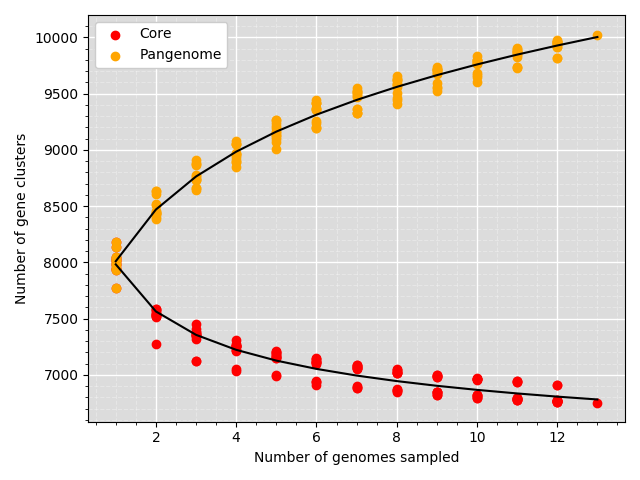 Core
Pangenome
10000
9500
9000
8500
8000
7500
7000
Number of gene clusters
2 4 6 8 10 12
Number of genomes sampled